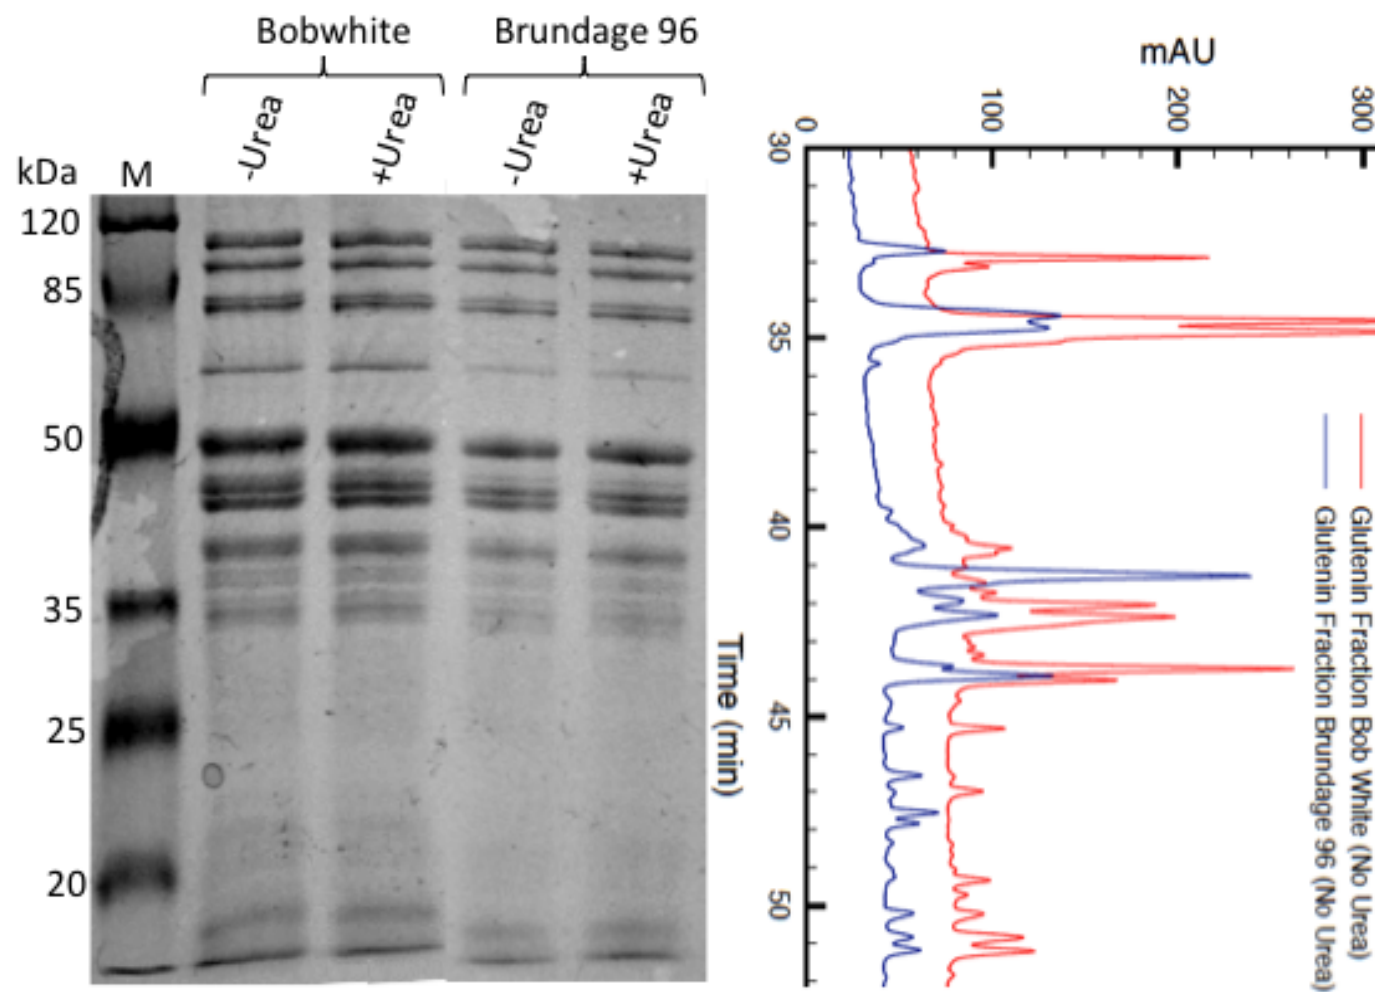 Bobwhite
Brundage 96
-Urea
+Urea
-Urea
+Urea
kDa
M
120
85
50
35
25
20
mAU
0
100
200
300
30
35
40
45
50
Time (min)
Glutenin Fraction Bob White (No Urea)
Glutenin Fraction Brundage 96 (No Urea)